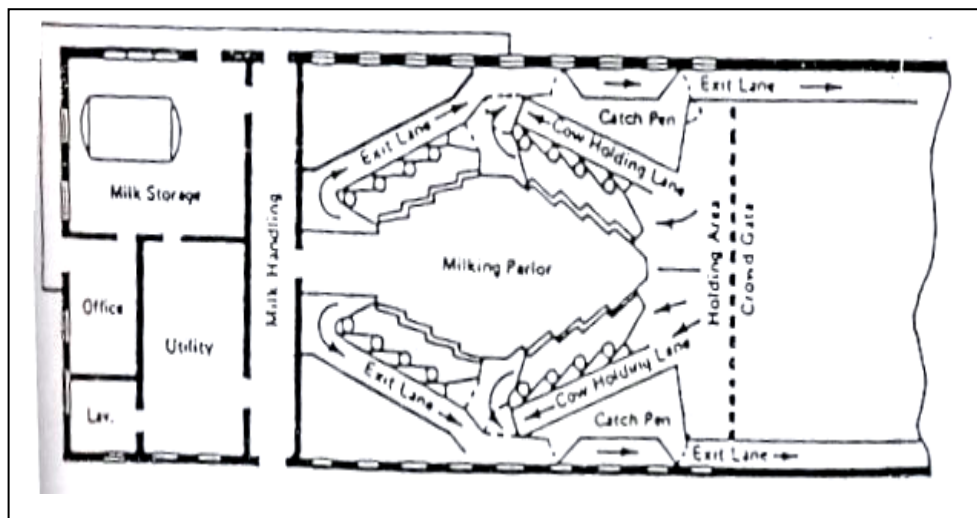 Exit Lane
Catch Pen
Exit Lane
Cow Holding Lane
Milk Storage
Milk Handling
Milking Parlor
Holding Area
Crowd Gate
Office
Utility
Exit Lane
Cow Holding Lane
Lav.
Catch Pen
Exit Lane